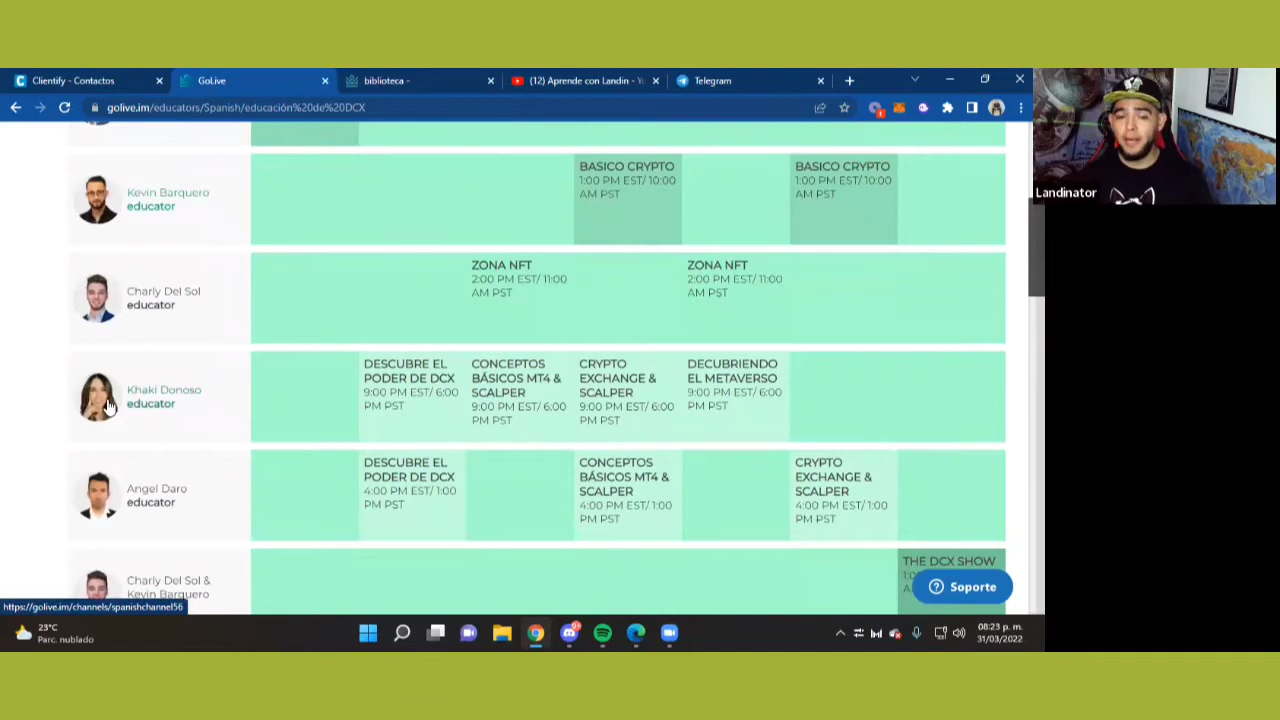 Clientify - Contactos
GoLive
biblioteca -
(12) Aprende con Landin - Y
Telegram
golive.im/educators/Spanish/educación%20de%20DCX
Landinator
Kevin Barquero
educator
BASICO CRYPTO
1:00 PM EST/ 10:00
AM PST
BASICO CRYPTO
1:00 PM EST/ 10:00
AM PST
Charly Del Sol
educator
ZONA NFT
2:00 PM EST/ 11:00
AM PST
ZONA NFT
2:00 PM EST/ 11:00
AM PST
Khaki Donoso
educator
DESCUBRE EL
PODER DE DCX
9:00 PM EST/ 6:00
PM PST
CONCEPTOS
BÁSICOS MT4 &
SCALPER
9:00 PM EST/ 6:00
PM PST
CRYPTO
EXCHANGE &
SCALPER
9:00 PM EST/ 6:00
PM PST
DECUBRIENDO
EL METAVERSO
9:00 PM EST/ 6:00
PM PST
Angel Daro
educator
DESCUBRE EL
PODER DE DCX
4:00 PM EST/ 1:00
PM PST
CONCEPTOS
BÁSICOS MT4 &
SCALPER
4:00 PM EST/ 1:00
PM PST
CRYPTO
EXCHANGE &
SCALPER
4:00 PM EST/ 1:00
PM PST
Charly Del Sol &
Kevin Barquero
THE DCX SHOW
Soporte
https://golive.im/channels/spanishchannel56
23°C
Parc. nublado
08:23 p. m.
31/03/2022